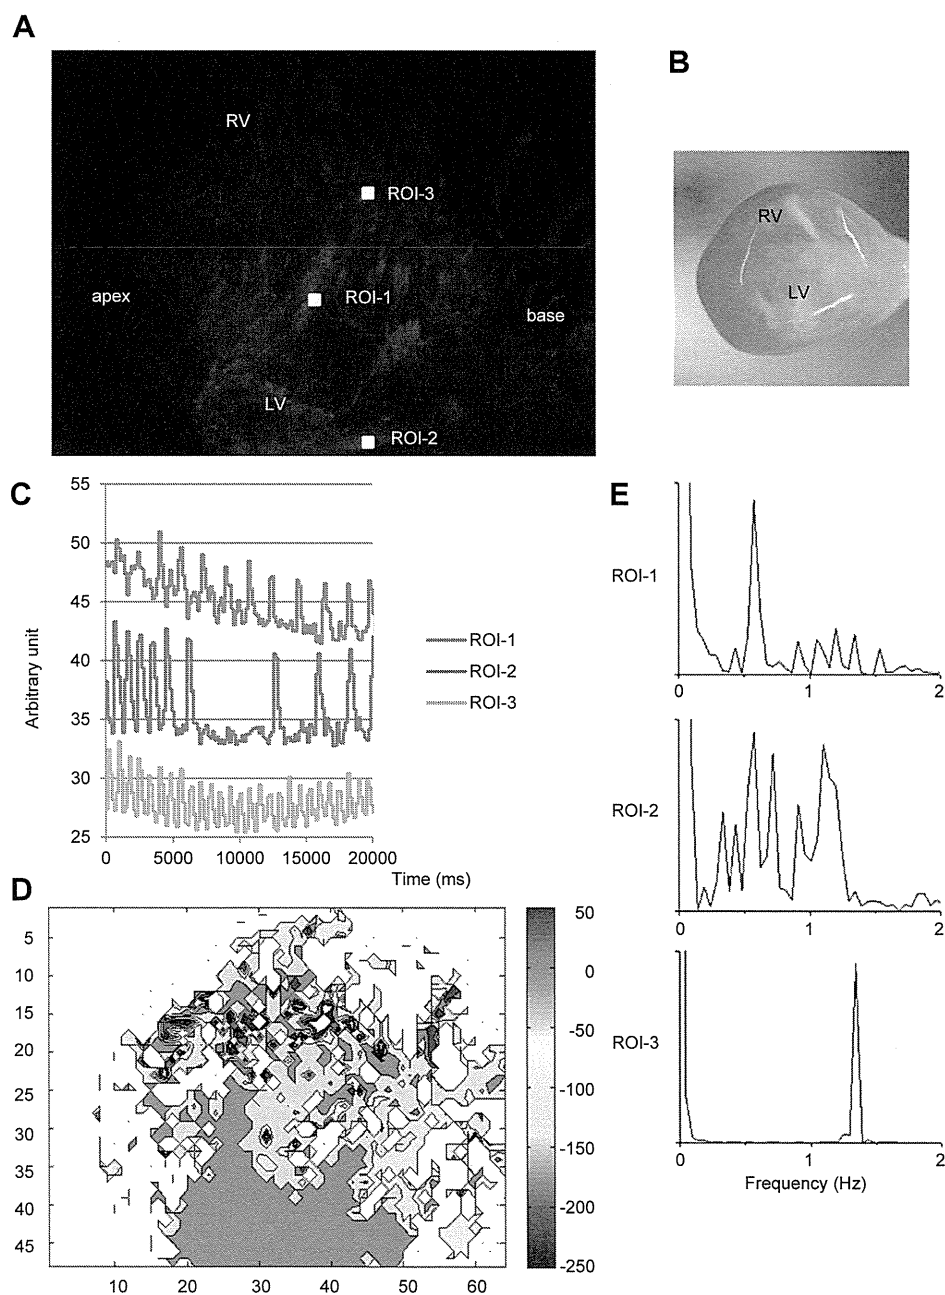 A
RV
ROI-3
apex
ROI-1
base
LV
ROI-2
B
RV
LV
C
55
50
45
40
35
30
25
Arbitrary unit
0 5000 10000 15000 20000
Time (ms)
ROI-1
ROI-2
ROI-3
D
5
10
15
20
25
30
35
40
45
10 20 30 40 50 60
50
0
-50
-100
-150
-200
-250
E
ROI-1
0 1 2
ROI-2
0 1 2
ROI-3
0 1 2
Frequency (Hz)